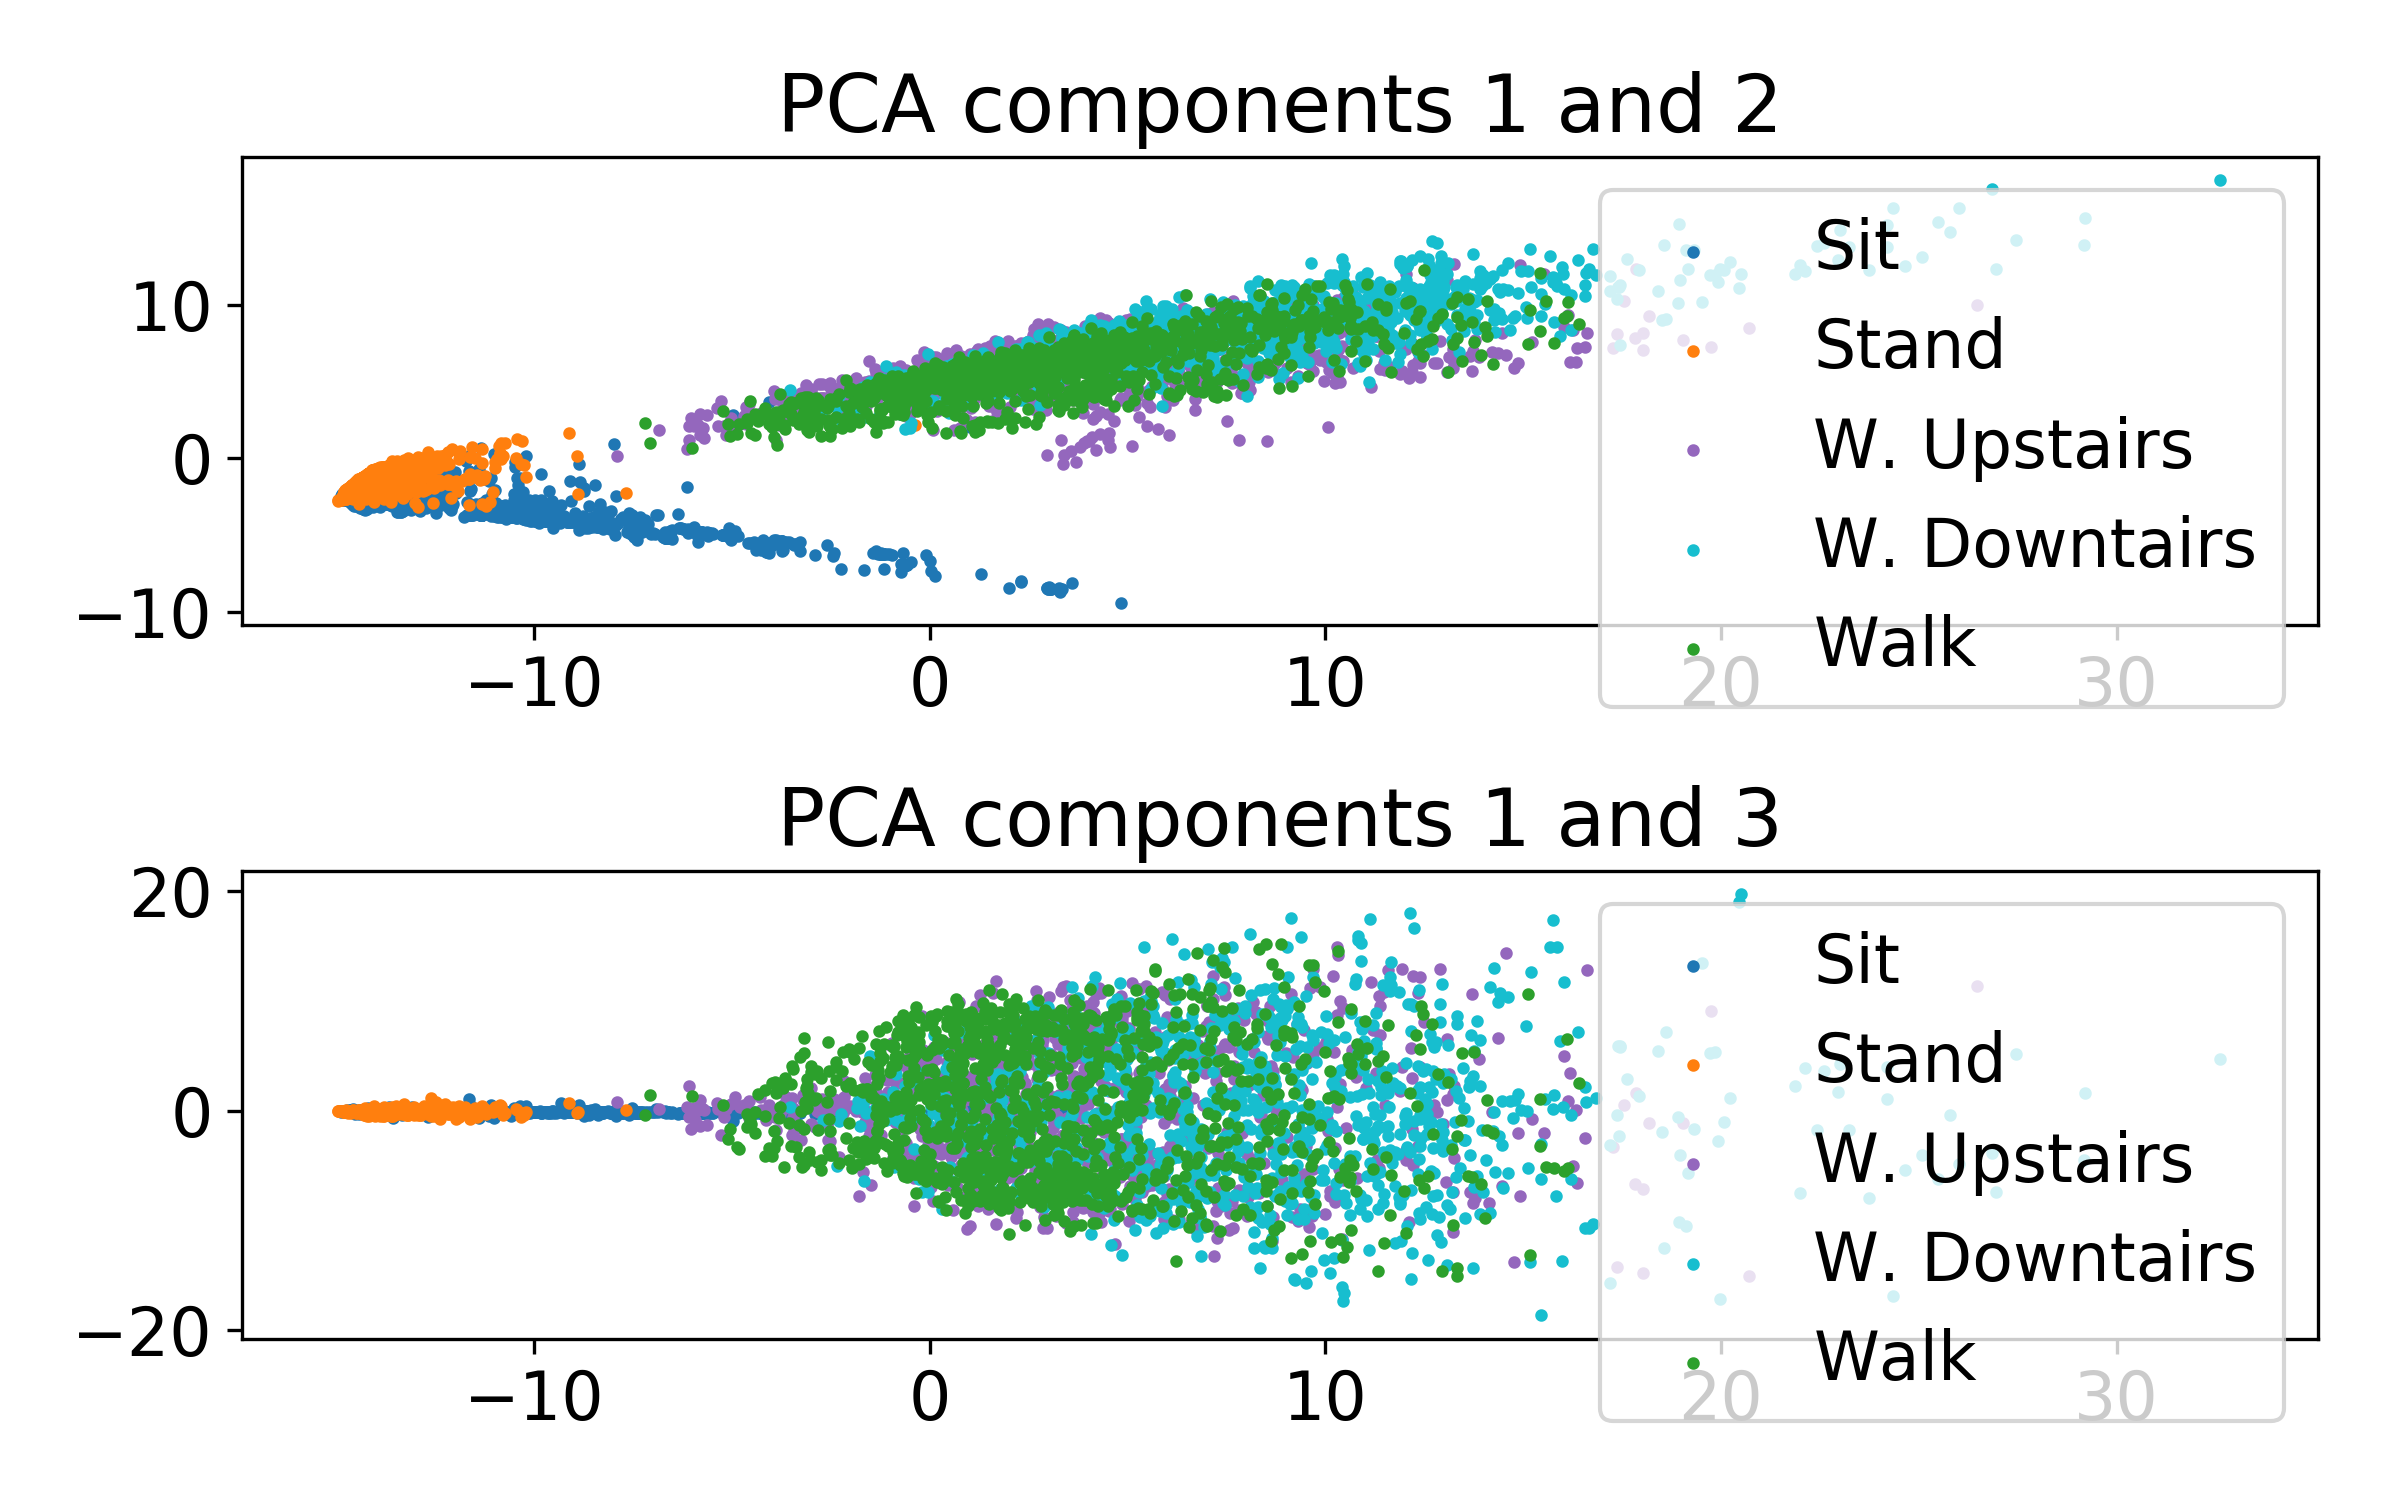 PCA components 1 and 2
10
0
−10
−10 0 10 20 30
Sit
Stand
W. Upstairs
W. Downtairs
Walk
PCA components 1 and 3
20
0
−20
−10 0 10 20 30
Sit
Stand
W. Upstairs
W. Downtairs
Walk